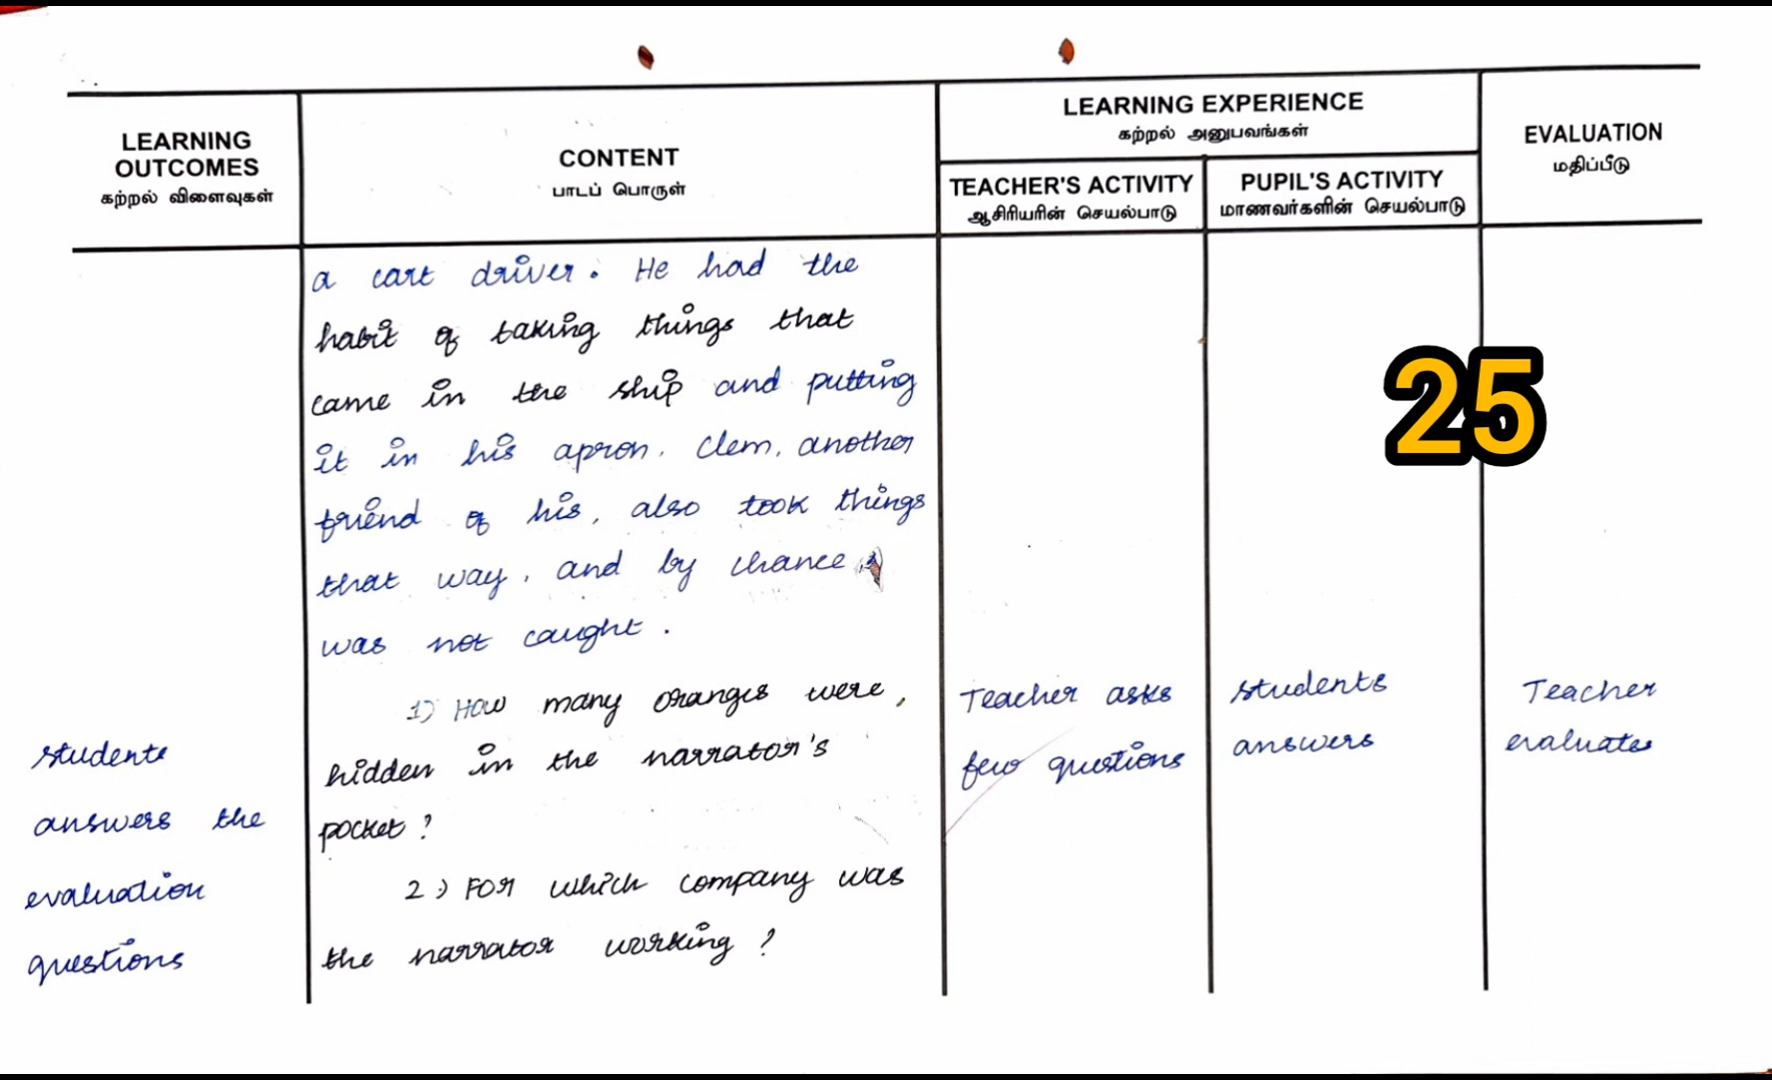 LEARNING
OUTCOMES
கற்றல் விளைவுகள்
CONTENT
பாடப் பொருள்
LEARNING EXPERIENCE
கற்றல் அனுபவங்கள்
TEACHER'S ACTIVITY
ஆசிரியரின் செயல்பாடு
PUPIL'S ACTIVITY
மாணவர்களின் செயல்பாடு
EVALUATION
மதிப்பீடு
a cart driver. He had the
habit of taking things that
came in the ship and putting
it in his apron. Clem, another
friend of his, also took things
that way, and by chance
was not caught.
1) How many oranges were,
hidden in the narrator's
pocket?
2) For which company was
the narrator working?
students
answers the
evaluation
questions
Teacher asks
few questions
students
answers
Teacher
evaluates
25